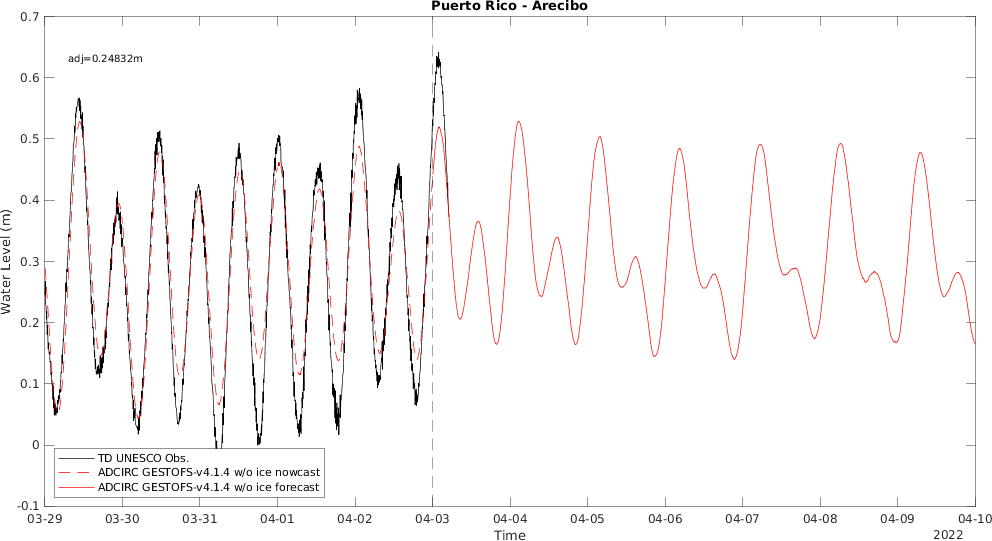 Puerto Rico - Arecibo
adj=0.24832m
0.7
0.6
0.5
0.4
0.3
0.2
0.1
0
-0.1
Water Level (m)
TD UNESCO Obs.
ADCIRC GESTOFS-v4.1.4 w/o ice nowcast
ADCIRC GESTOFS-v4.1.4 w/o ice forecast
03-29 03-30 03-31 04-01 04-02 04-03 04-04 04-05 04-06 04-07 04-08 04-09 04-10
Time
2022